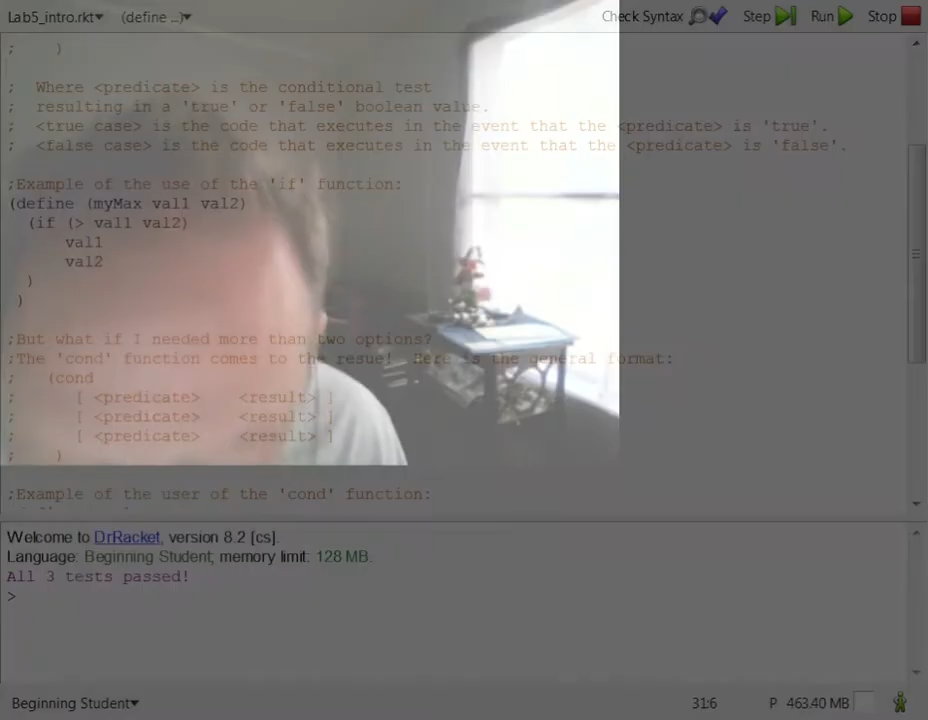 Lab5_intro.rkt▾ (define ...)▾ Check Syntax Step Run Stop
; )
;
; Where <predicate> is the conditional test
; resulting in a 'true' or 'false' boolean value.
; <true case> is the code that executes in the event that the <predicate> is 'true'.
; <false case> is the code that executes in the event that the <predicate> is 'false'.
;Example of the use of the 'if' function:
(define (myMax val1 val2)
(if (> val1 val2)
val1
val2
)
)
;But what if I needed more than two options?
;The 'cond' function comes to the resue! Here is the general format:
; (cond
; [ <predicate> <result> ]
; [ <predicate> <result> ]
; [ <predicate> <result> ]
; )
;Example of the user of the 'cond' function:
Welcome to DrRacket, version 8.2 [cs].
Language: Beginning Student; memory limit: 128 MB.
All 3 tests passed!
>
Beginning Student▾ 31:6 P 463.40 MB